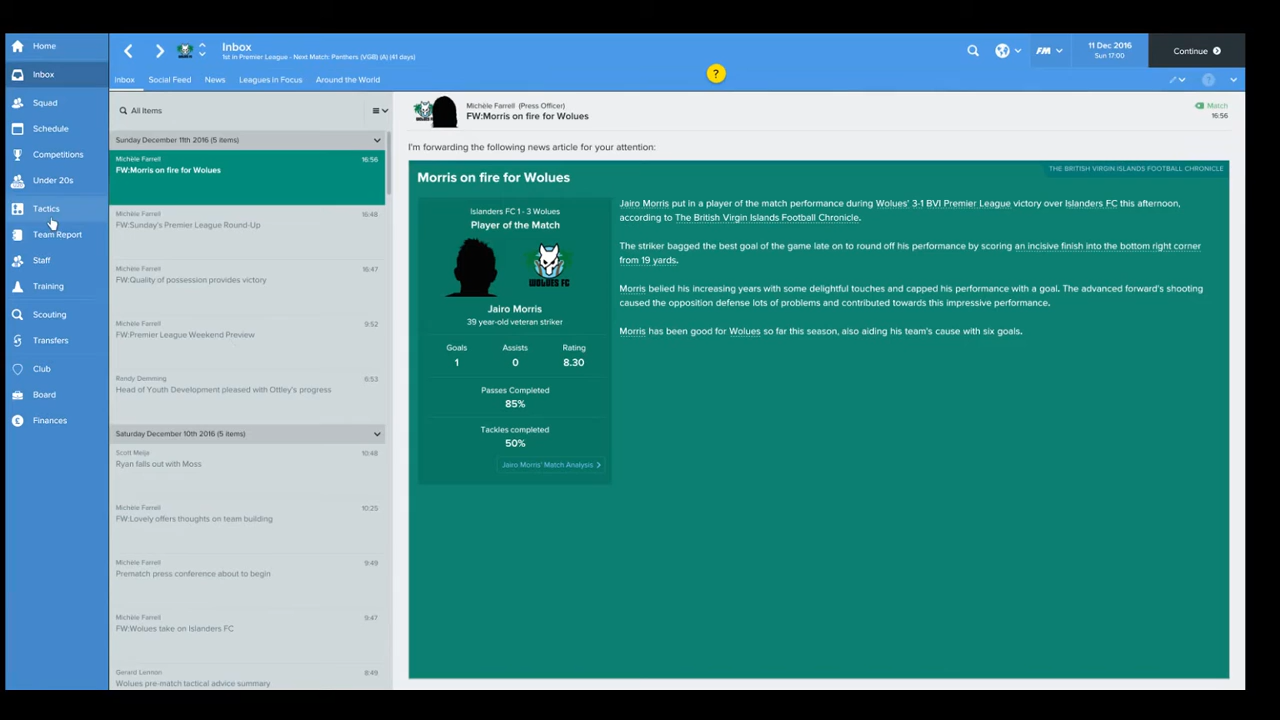 Home
Inbox
1st in Premier League - Next Match: Panthers (VGB) (A) (41 days)
FM
11 Dec 2016
Sun 17:00
Continue
Inbox
Inbox
Social Feed
News
Leagues in Focus
Around the World
?
?
Squad
Schedule
Competitions
Under 20s
Tactics
Team Report
Staff
Training
Scouting
Transfers
Club
Board
Finances
All Items
Sunday December 11th 2016 (5 items)
Michèle Farrell 16:56
FW:Morris on fire for Wolues
Michèle Farrell 16:48
FW:Sunday's Premier League Round-Up
Michèle Farrell 16:47
FW:Quality of possession provides victory
Michèle Farrell 9:52
FW:Premier League Weekend Preview
Randy Demming 6:53
Head of Youth Development pleased with Ottley's progress
Saturday December 10th 2016 (5 items)
Scott Meija 10:48
Ryan falls out with Moss
Michèle Farrell 10:25
FW:Lovely offers thoughts on team building
Michèle Farrell 9:49
Prematch press conference about to begin
Michèle Farrell 9:47
FW:Wolues take on Islanders FC
Gerard Lennon 8:49
Wolues pre-match tactical advice summary
Michèle Farrell (Press Officer)
FW:Morris on fire for Wolues
Match
16:56
I'm forwarding the following news article for your attention:
THE BRITISH VIRGIN ISLANDS FOOTBALL CHRONICLE
Morris on fire for Wolues
Islanders FC 1 - 3 Wolues
Player of the Match
WOLVES FC
Jairo Morris
39 year-old veteran striker
Goals Assists Rating
1 0 8.30
Passes Completed
85%
Tackles completed
50%
Jairo Morris' Match Analysis
Jairo Morris put in a player of the match performance during Wolues' 3-1 BVI Premier League victory over Islanders FC this afternoon,
according to The British Virgin Islands Football Chronicle.
The striker bagged the best goal of the game late on to round off his performance by scoring an incisive finish into the bottom right corner
from 19 yards.
Morris belied his increasing years with some delightful touches and capped his performance with a goal. The advanced forward's shooting
caused the opposition defense lots of problems and contributed towards this impressive performance.
Morris has been good for Wolues so far this season, also aiding his team's cause with six goals.